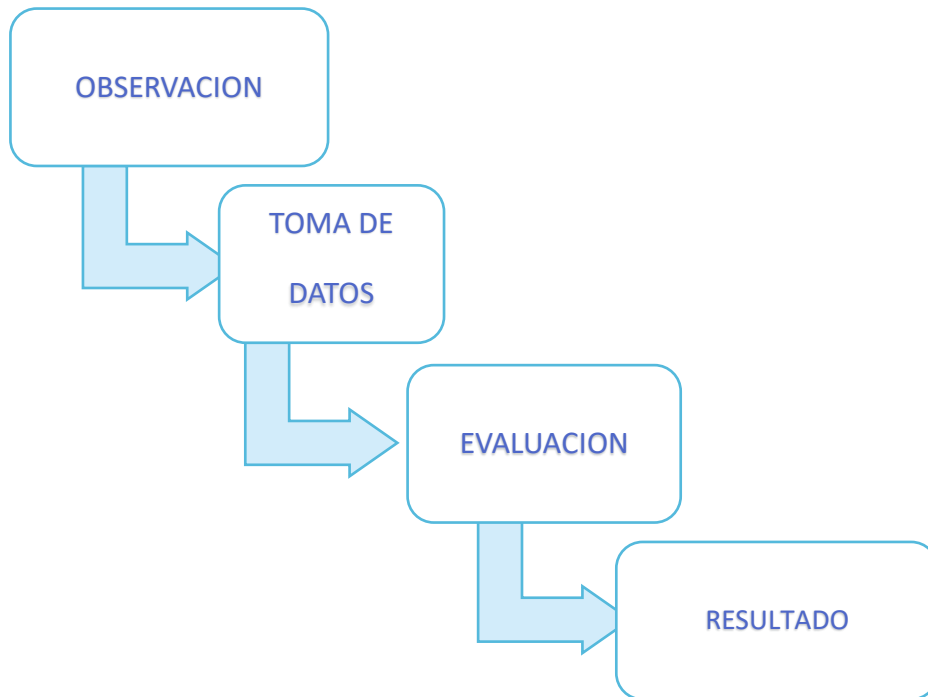 OBSERVACION
TOMA DE
DATOS
EVALUACION
RESULTADO